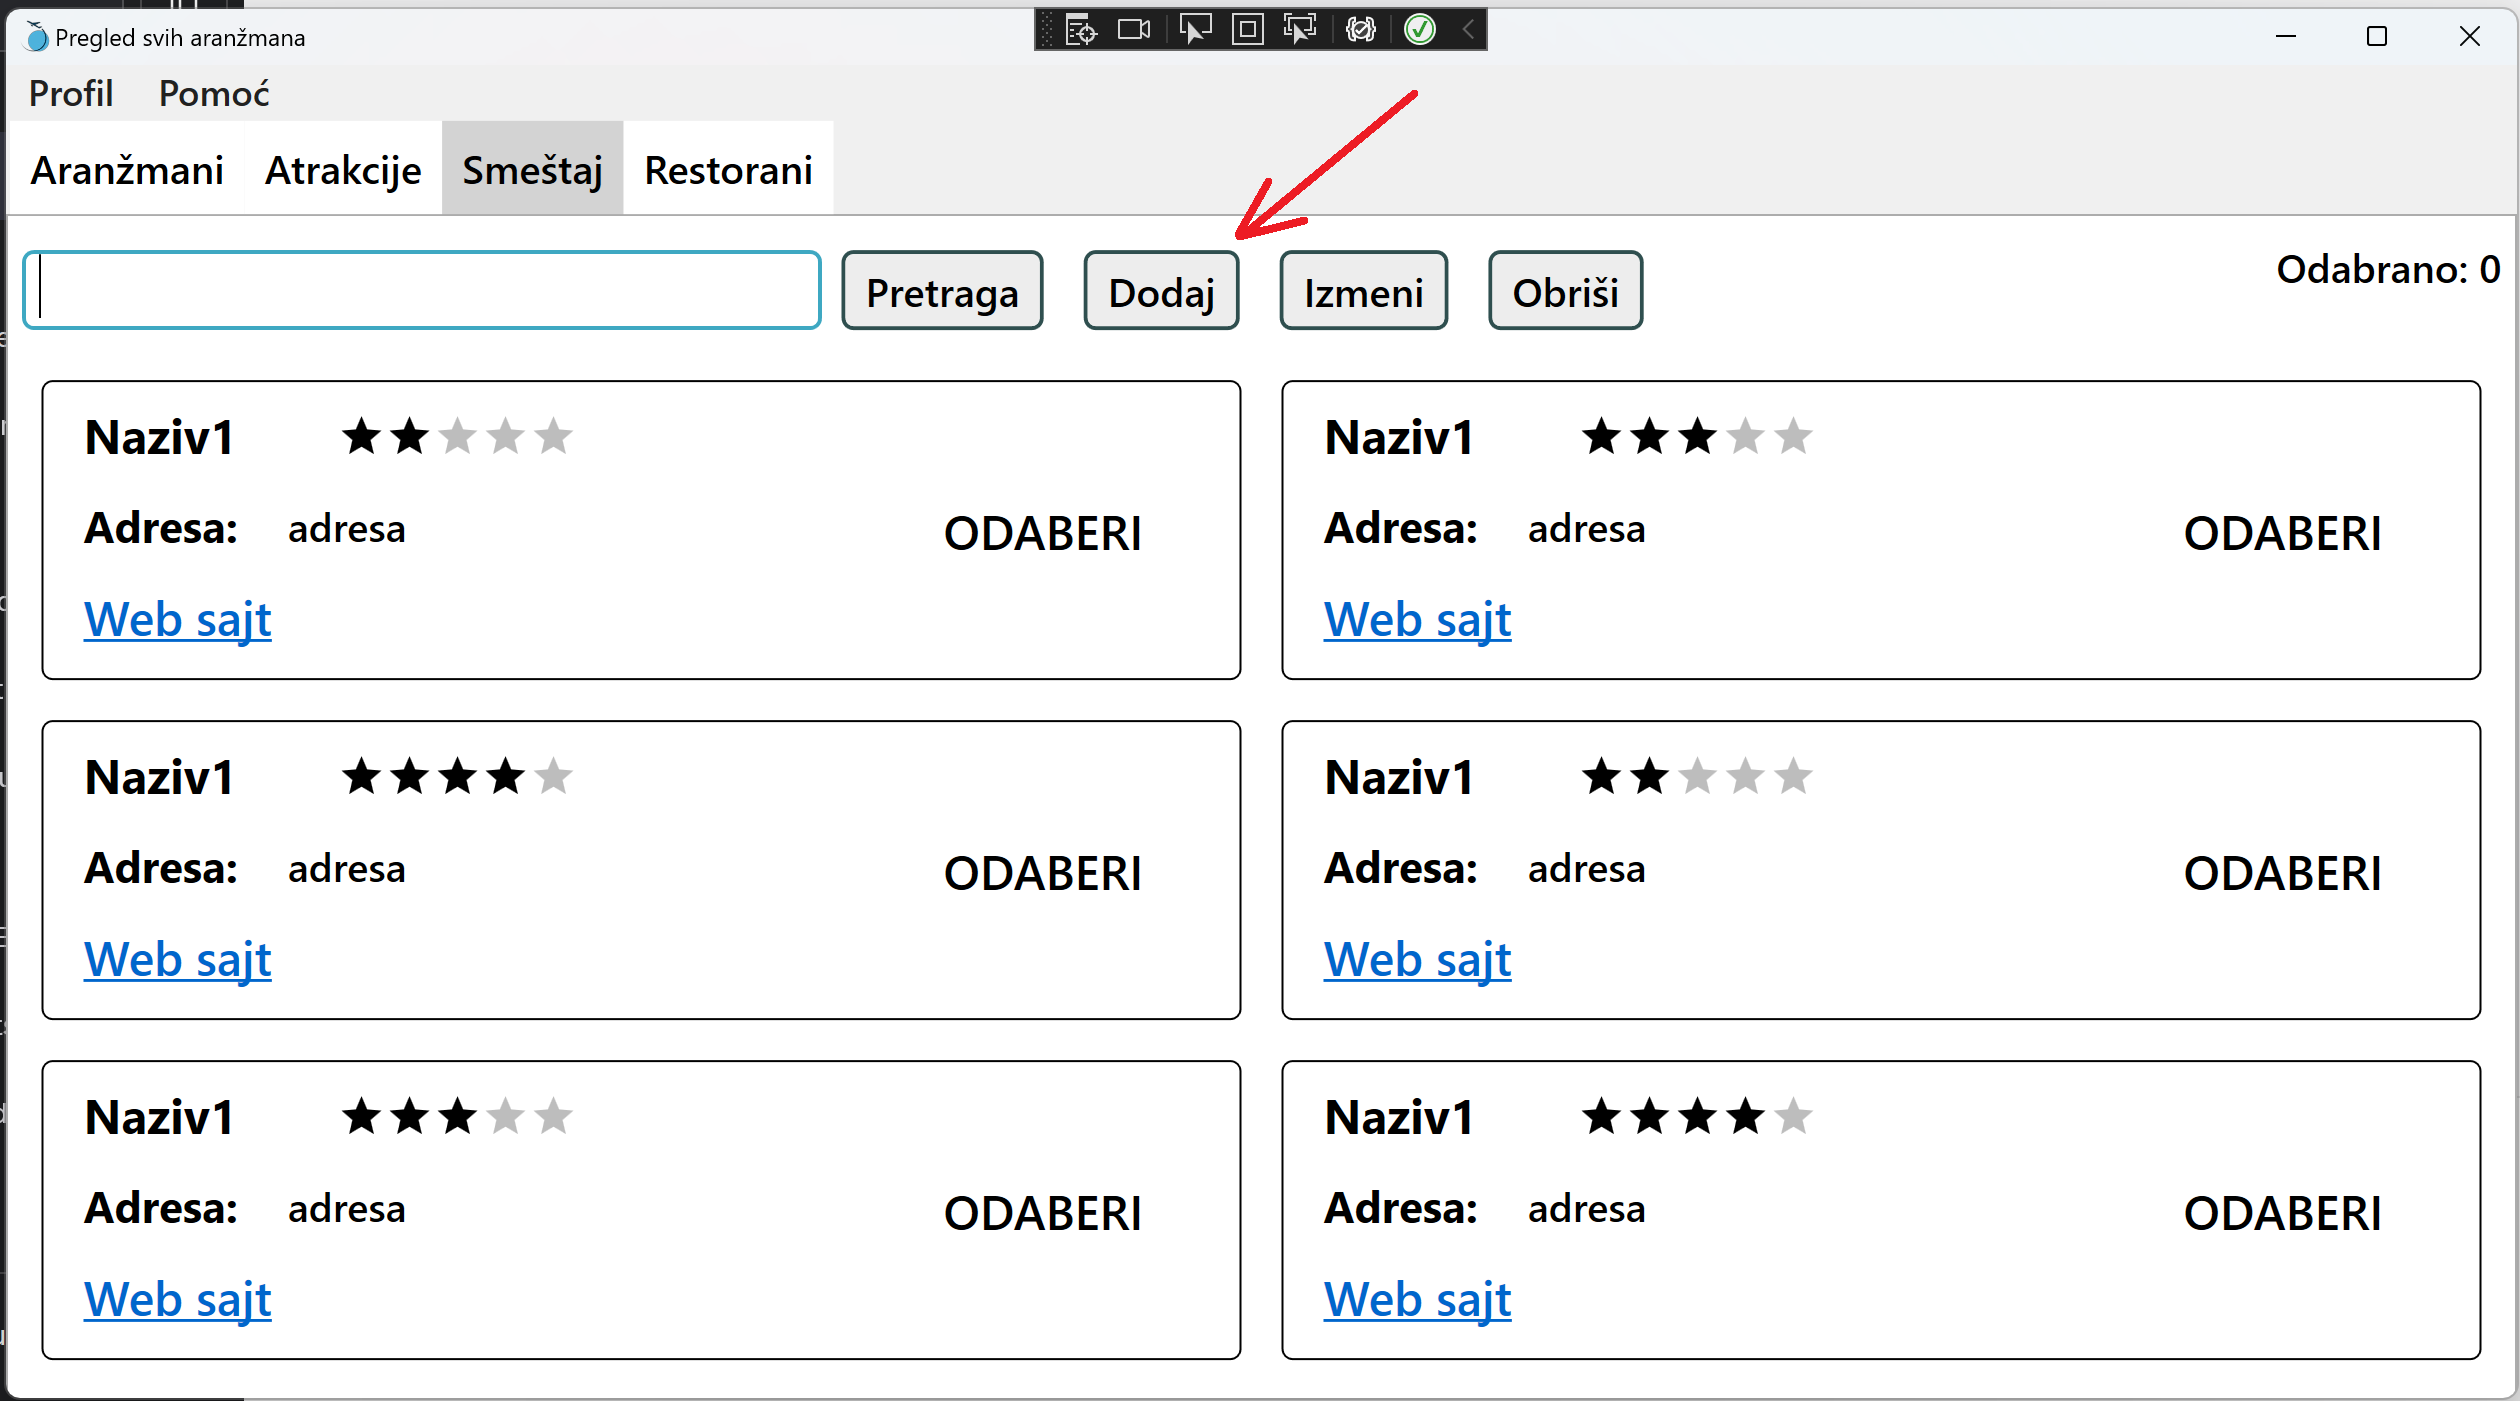 Pregled svih aranžmana
Profil Pomoć
Aranžmani Atrakcije Smeštaj Restorani
Pretraga Dodaj Izmeni Obriši Odabrano: 0
Naziv1 Naziv1
Adresa: adresa ODABERI Adresa: adresa ODABERI
Web sajt Web sajt
Naziv1 Naziv1
Adresa: adresa ODABERI Adresa: adresa ODABERI
Web sajt Web sajt
Naziv1 Naziv1
Adresa: adresa ODABERI Adresa: adresa ODABERI
Web sajt Web sajt